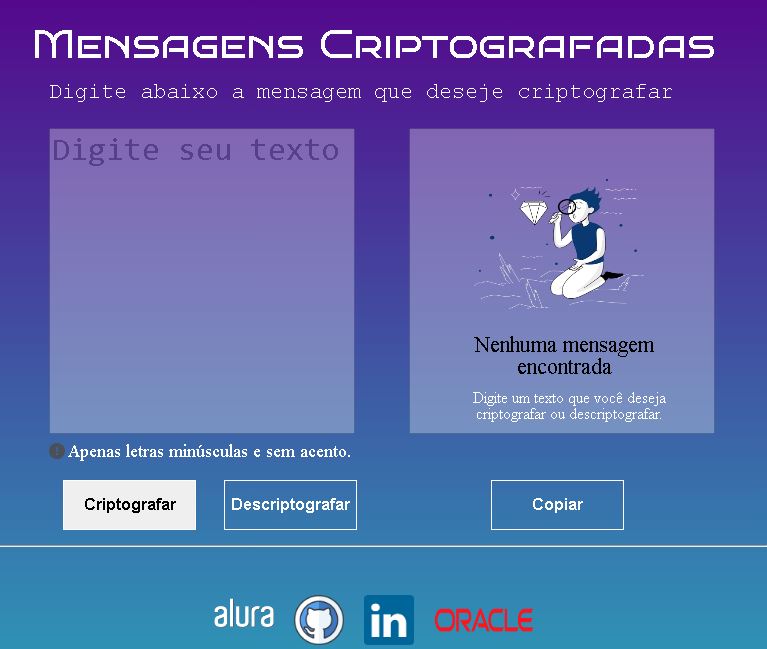 Mensagens Criptografadas
Digite abaixo a mensagem que deseje criptografar
Digite seu texto
Nenhuma mensagem
encontrada
Digite um texto que você deseja
criptografar ou descriptografar.
! Apenas letras minúsculas e sem acento.
Criptografar
Descriptografar
Copiar
alura
in
ORACLE